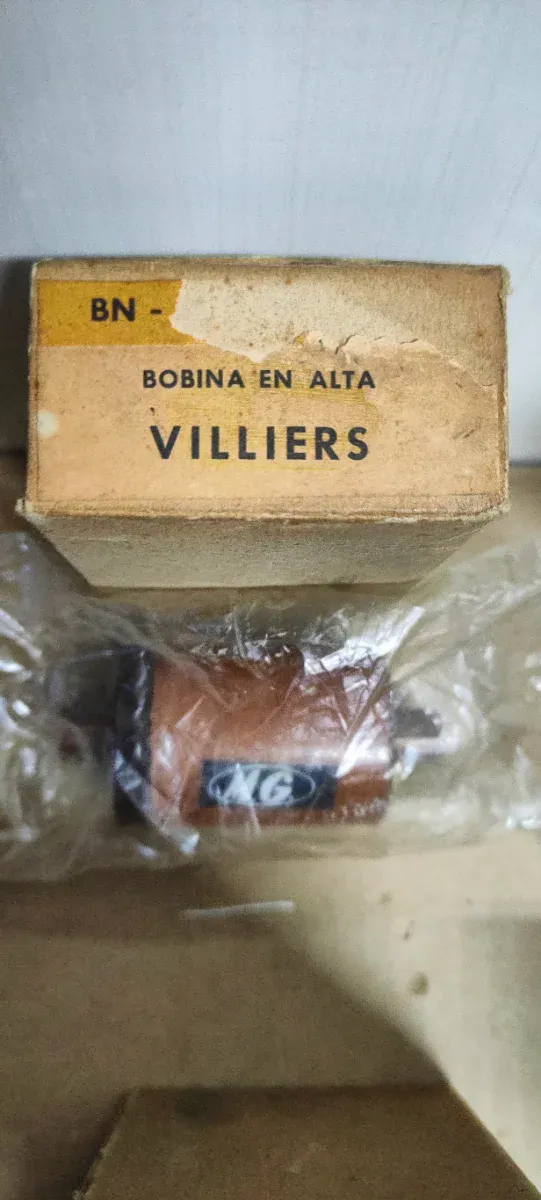 BN -
BOBINA EN ALTA
VILLIERS
NG